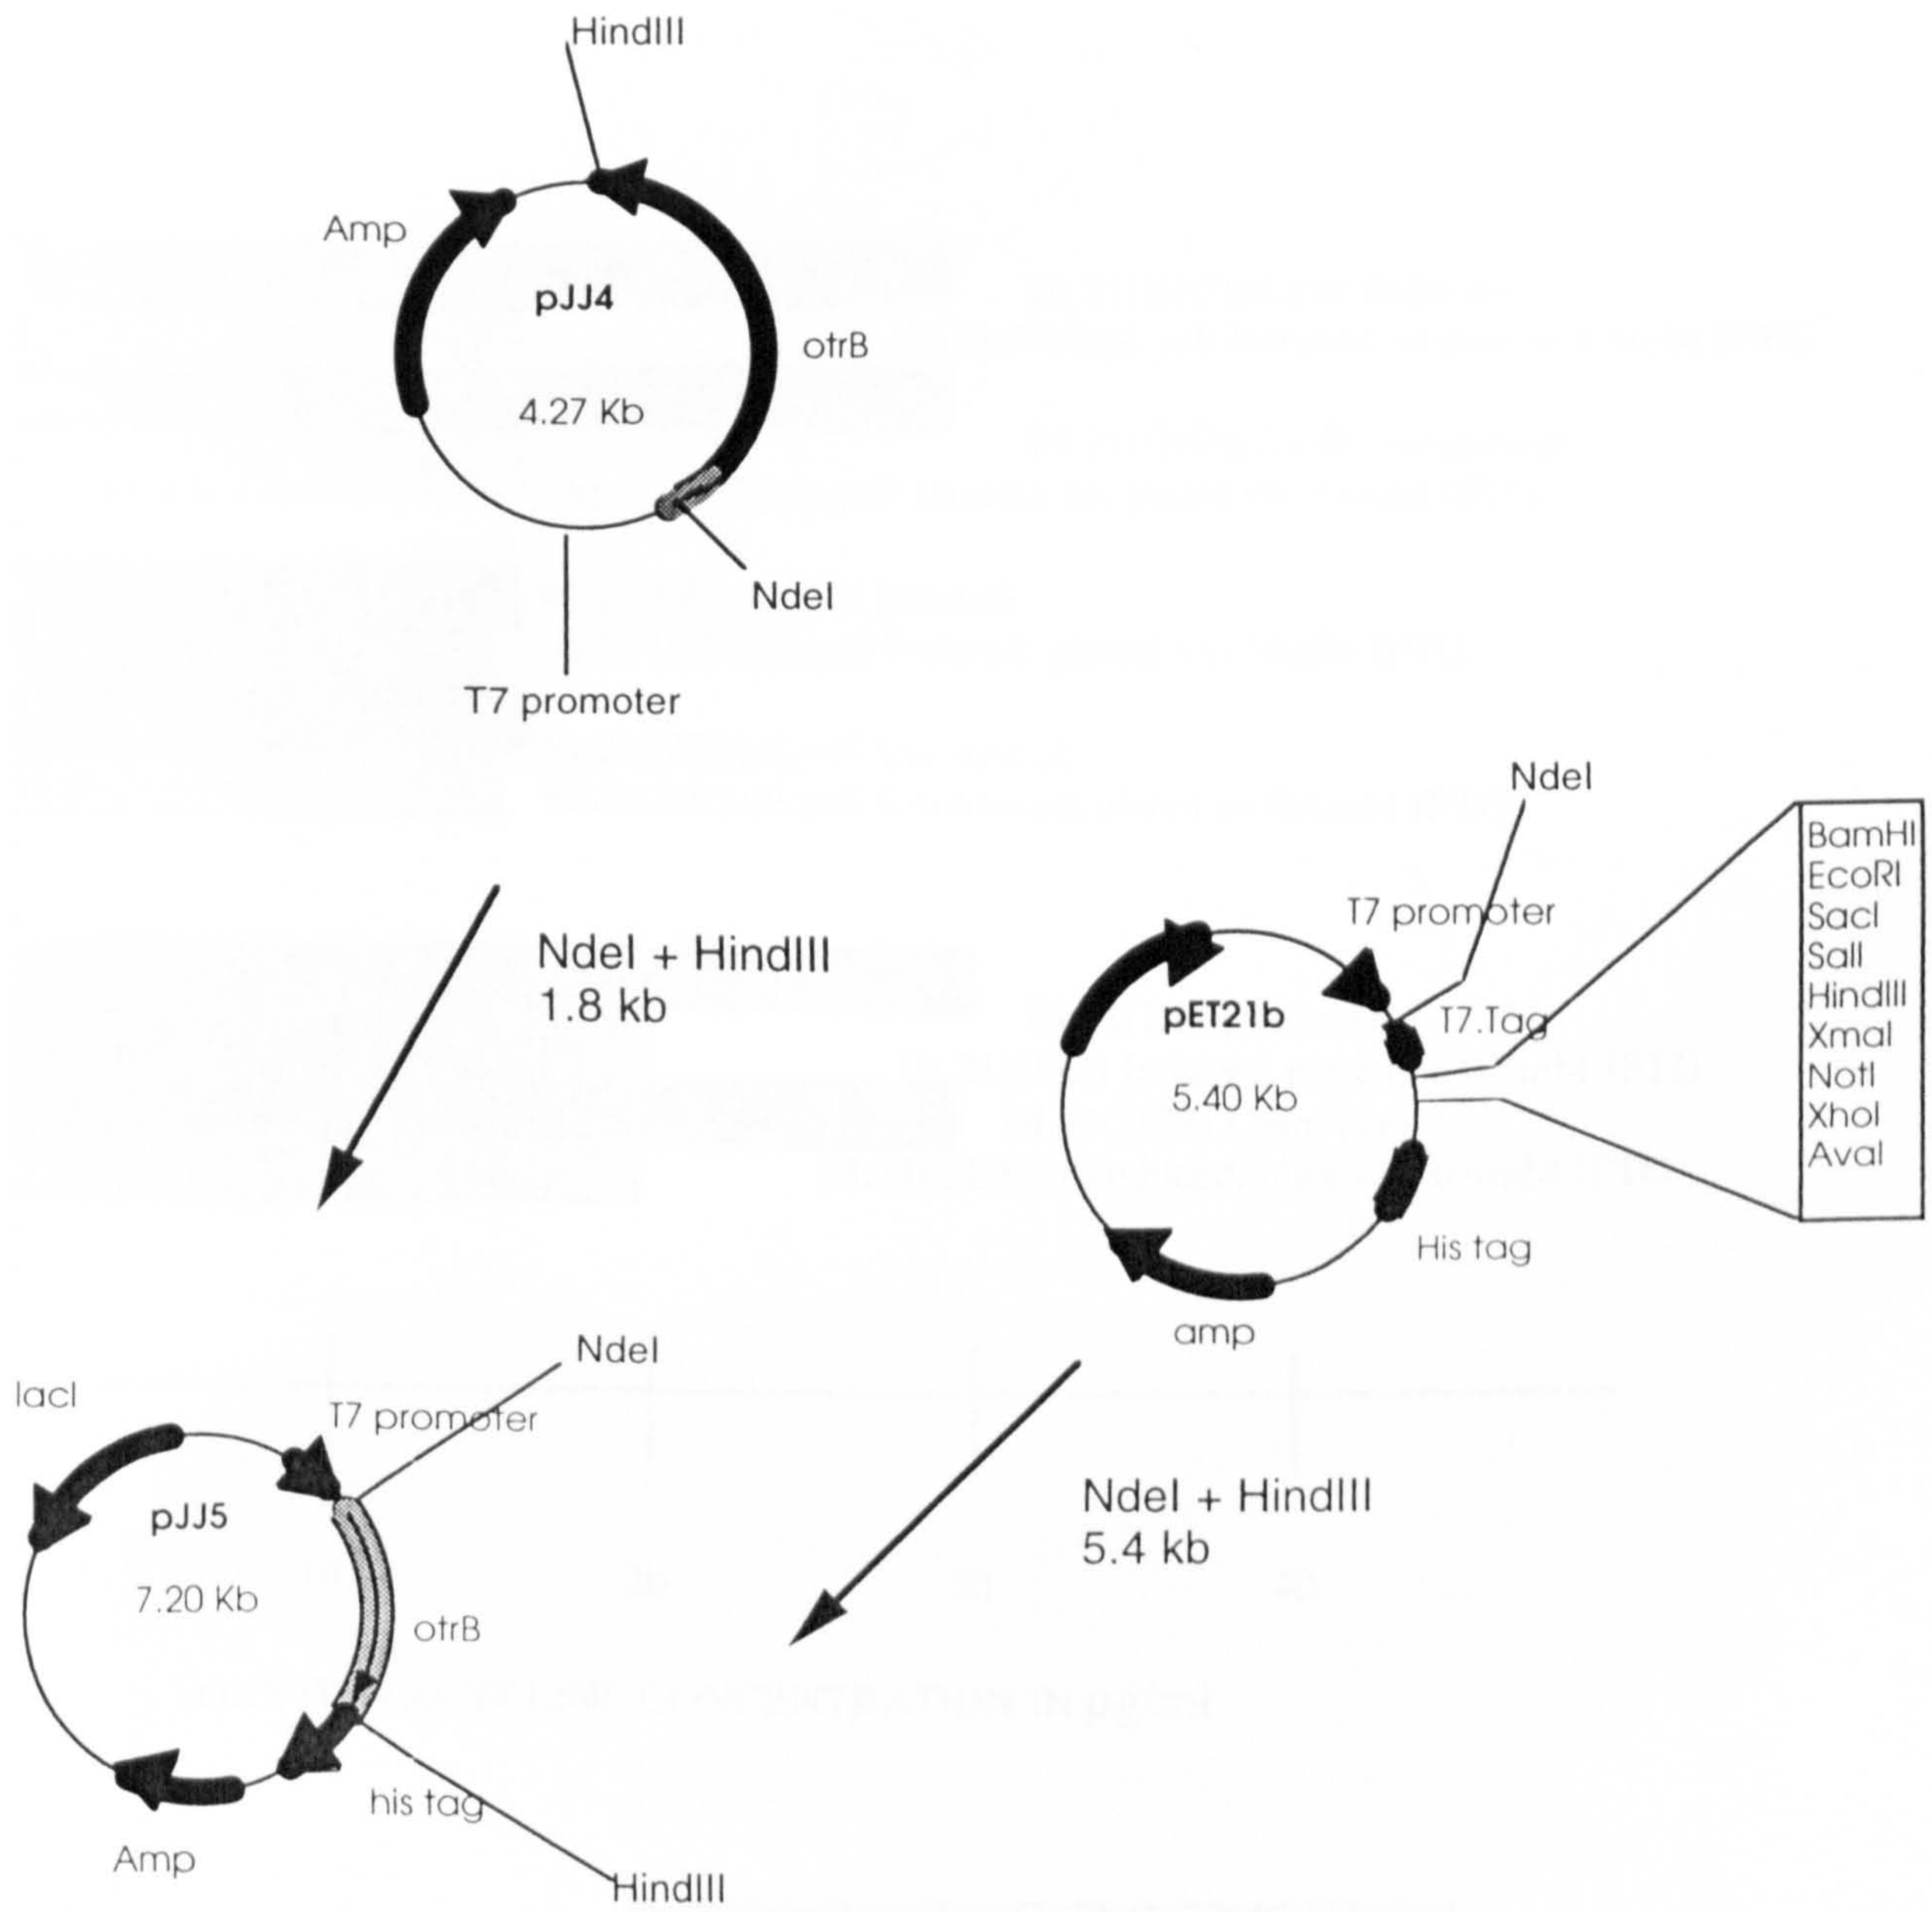 HindIII
Amp
pJJ4
otrB
4.27 Kb
NdeI
T7 promoter
NdeI
BamHI
EcoRI
SacI
SalI
HindIII
XmaI
NotI
XhoI
AvaI
T7 promoter
NdeI + HindIII
1.8 kb
pET21b
T7.Tag
5.40 Kb
His tag
amp
NdeI
lacI
T7 promoter
pJJ5
7.20 Kb
otrB
NdeI + HindIII
5.4 kb
his tag
Amp
HindIII